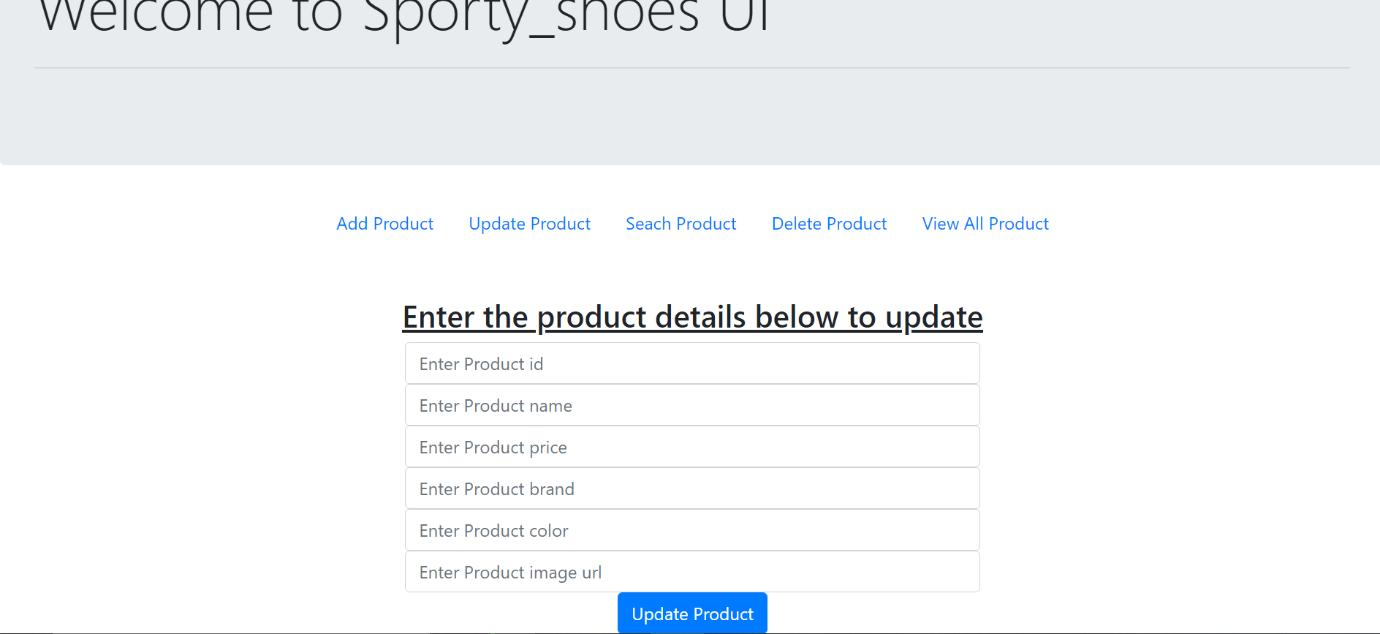 Welcome to Sporty_shoes UI
Add Product Update Product Seach Product Delete Product View All Product
Enter the product details below to update
Enter Product id
Enter Product name
Enter Product price
Enter Product brand
Enter Product color
Enter Product image url
Update Product